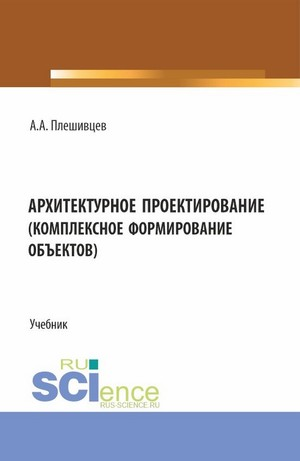 А.А. Плешивцев
АРХИТЕКТУРНОЕ ПРОЕКТИРОВАНИЕ
(КОМПЛЕКСНОЕ ФОРМИРОВАНИЕ
ОБЪЕКТОВ)
Учебник
RU
SCIence
RUS-SCIENCE.RU